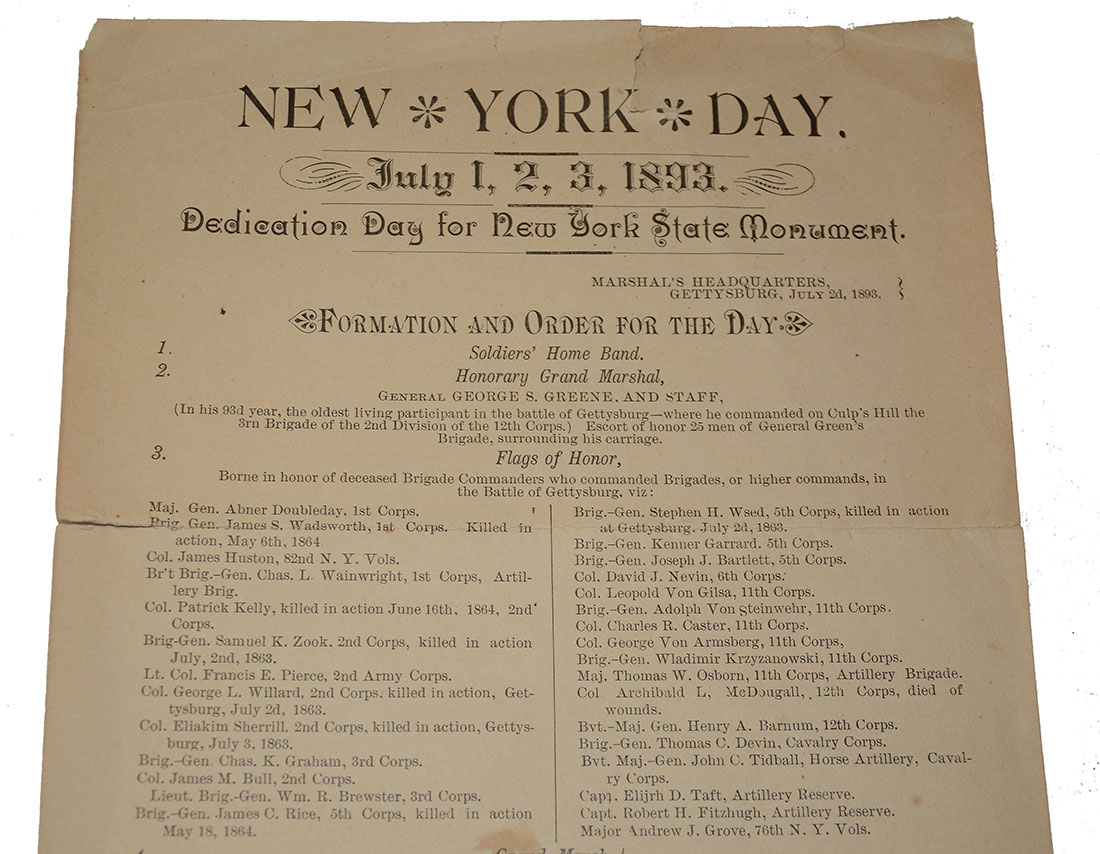 NEW * YORK * DAY.
July 1, 2, 3, 1893.
Dedication Day for New York State Monument.
MARSHAL'S HEADQUARTERS,
GETTYSBURG, JULY 2d, 1893.
FORMATION AND ORDER FOR THE DAY.
1. Soldiers' Home Band.
2. Honorary Grand Marshal,
GENERAL GEORGE S. GREENE, AND STAFF,
(In his 93d year, the oldest living participant in the battle of Gettysburg—where he commanded on Culp's Hill the
3rn Brigade of the 2nd Division of the 12th Corps.) Escort of honor 25 men of General Green's
Brigade, surrounding his carriage.
3. Flags of Honor,
Borne in honor of deceased Brigade Commanders who commanded Brigades, or higher commands, in
the Battle of Gettysburg, viz:
Maj. Gen. Abner Doubleday, 1st Corps.
Brig. Gen. James S. Wadsworth, 1st Corps. Killed in
action, May 6th, 1864
Col. James Huston, 82nd N. Y. Vols.
Br't Brig-Gen. Chas. L. Wainwright, 1st Corps, Artil-
lery Brig.
Col. Patrick Kelly, killed in action June 16th, 1864, 2nd
Corps.
Brig-Gen. Samuel K. Zook, 2nd Corps, killed in action
July, 2nd, 1863.
Lt. Col. Francis E. Pierce, 2nd Army Corps.
Col. George L. Willard, 2nd Corps, killed in action, Get-
tysburg, July 2d, 1863.
Col. Eliakim Sherrill, 2nd Corps, killed in action, Gettys-
burg, July 3, 1863.
Brig.-Gen. Chas. K. Graham, 3rd Corps.
Col. James M. Bull, 2nd Corps.
Lieut. Brig.-Gen. Wm. R. Brewster, 3rd Corps.
Brig.-Gen. James C. Rice, 5th Corps, killed in action
May 18, 1864.
Brig.-Gen. Stephen H. Wsed, 5th Corps, killed in action
at Gettysburg. July 2d, 1863.
Brig.-Gen. Kenner Garrard. 5th Corps.
Brig.-Gen. Joseph J. Bartlett, 5th Corps.
Col. David J. Nevin, 6th Corps.
Col. Leopold Von Gilsa, 11th Corps.
Brig.-Gen. Adolph Von Steinwehr, 11th Corps.
Col. Charles R. Caster, 11th Corps.
Col. George Von Armsberg, 11th Corps,
Brig.-Gen. Wladimir Krzyzanowski, 11th Corps.
Maj. Thomas W. Osborn, 11th Corps, Artillery Brigade.
Col Archibald L, McDougall, 12th Corps, died of
wounds.
Bvt.-Maj. Gen. Henry A. Barnum, 12th Corps.
Brig.-Gen. Thomas C. Devin, Cavalry Corps.
Bvt. Maj.-Gen. John C. Tidball, Horse Artillery, Caval-
ry Corps.
Capt. Elijrh D. Taft, Artillery Reserve.
Capt. Robert H. Fitzhugh, Artillery Reserve.
Major Andrew J. Grove, 76th N. Y. Vols.